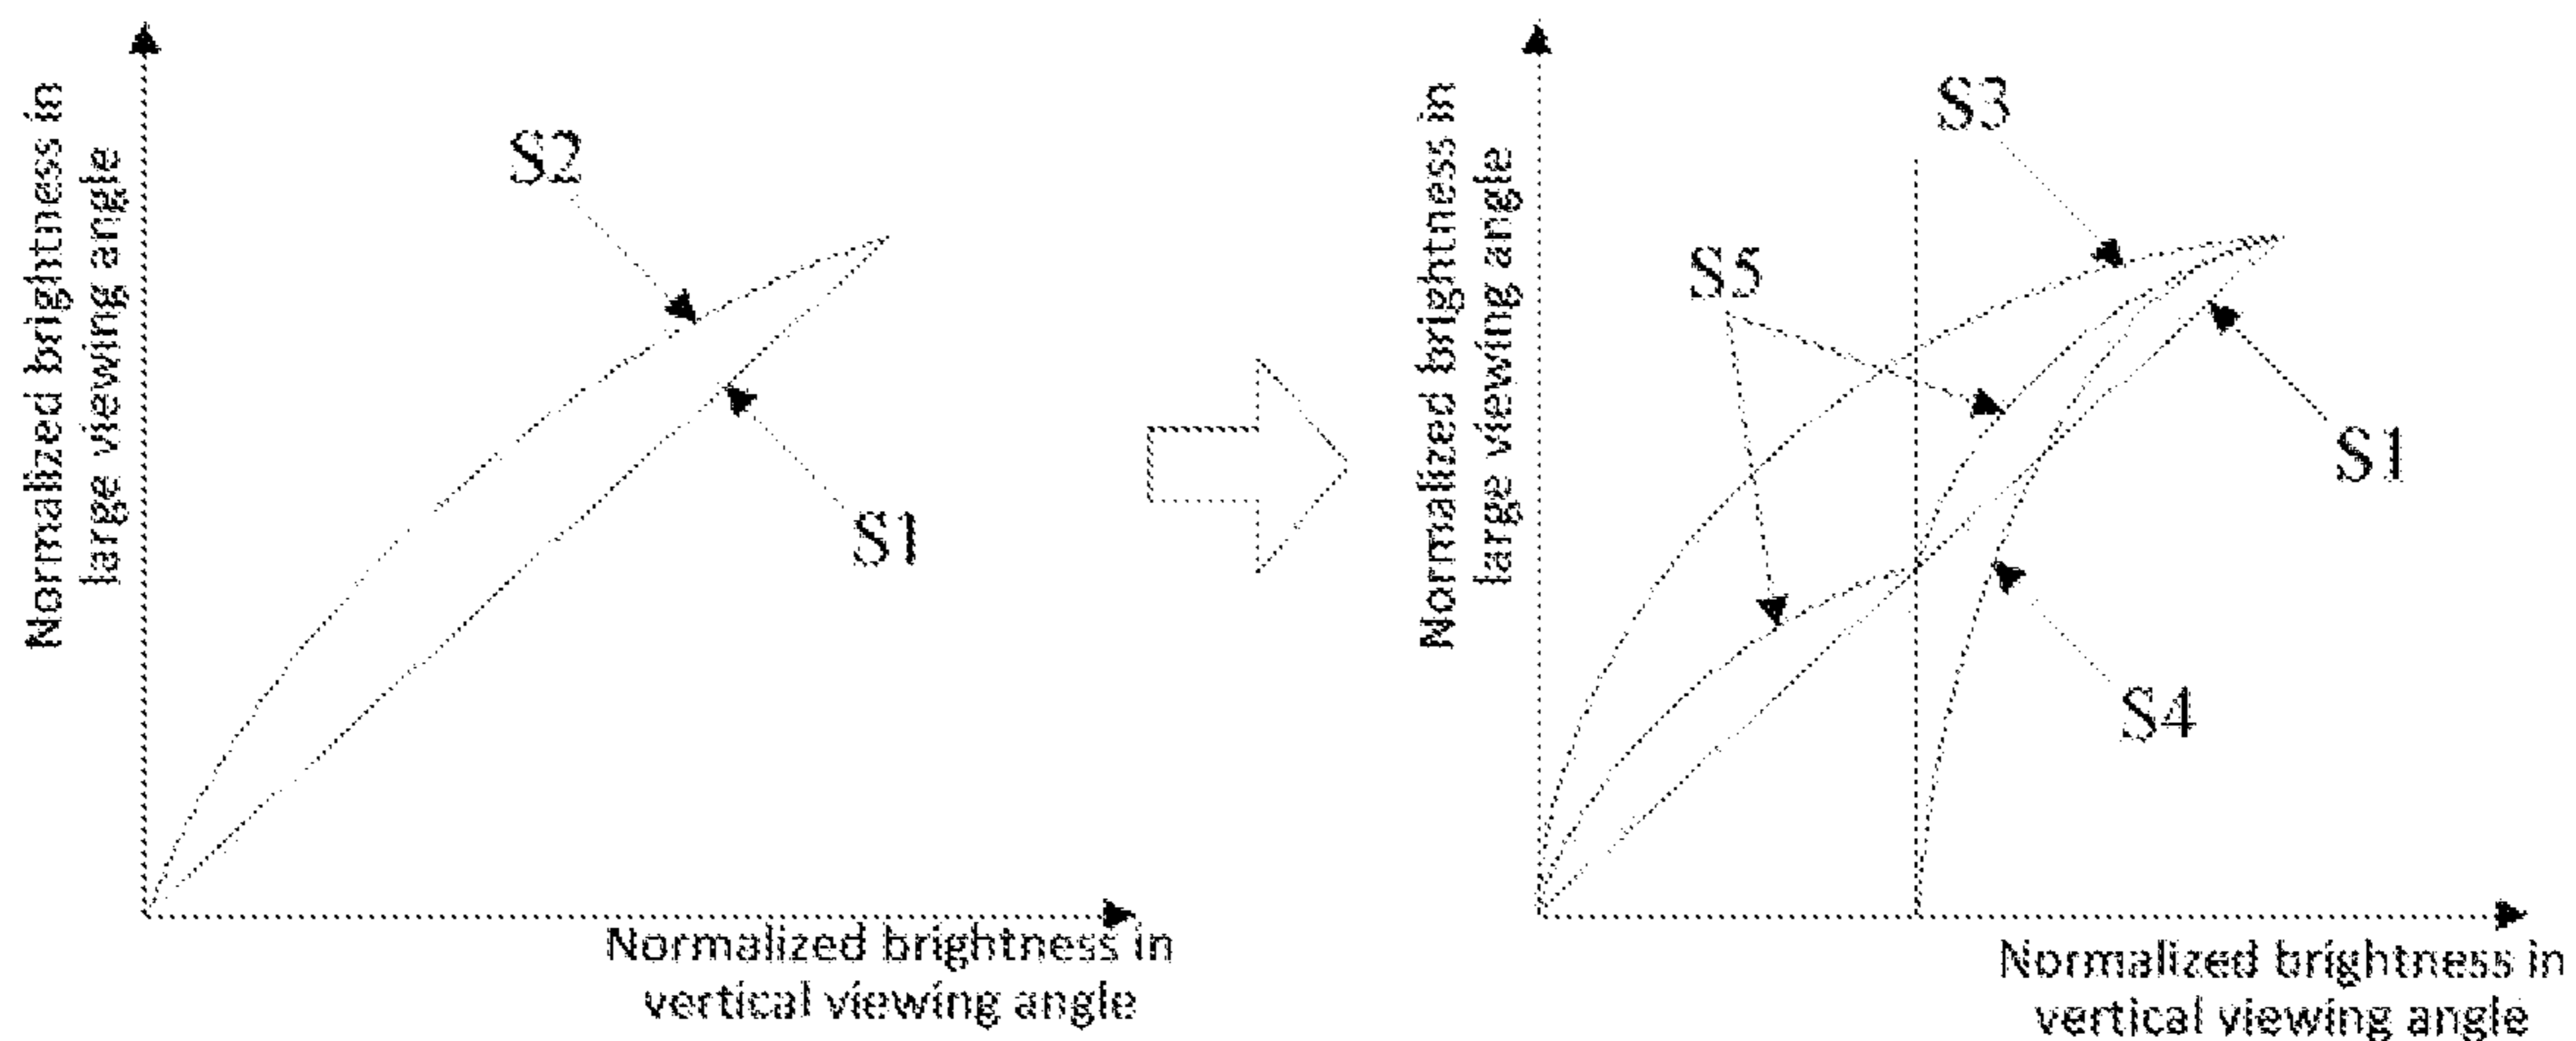 Normalized brightness in
large viewing angle
S2
S1
Normalized brightness in
vertical viewing angle
Normalized brightness in
large viewing angle
S3
S5
S1
S4
Normalized brightness in
vertical viewing angle